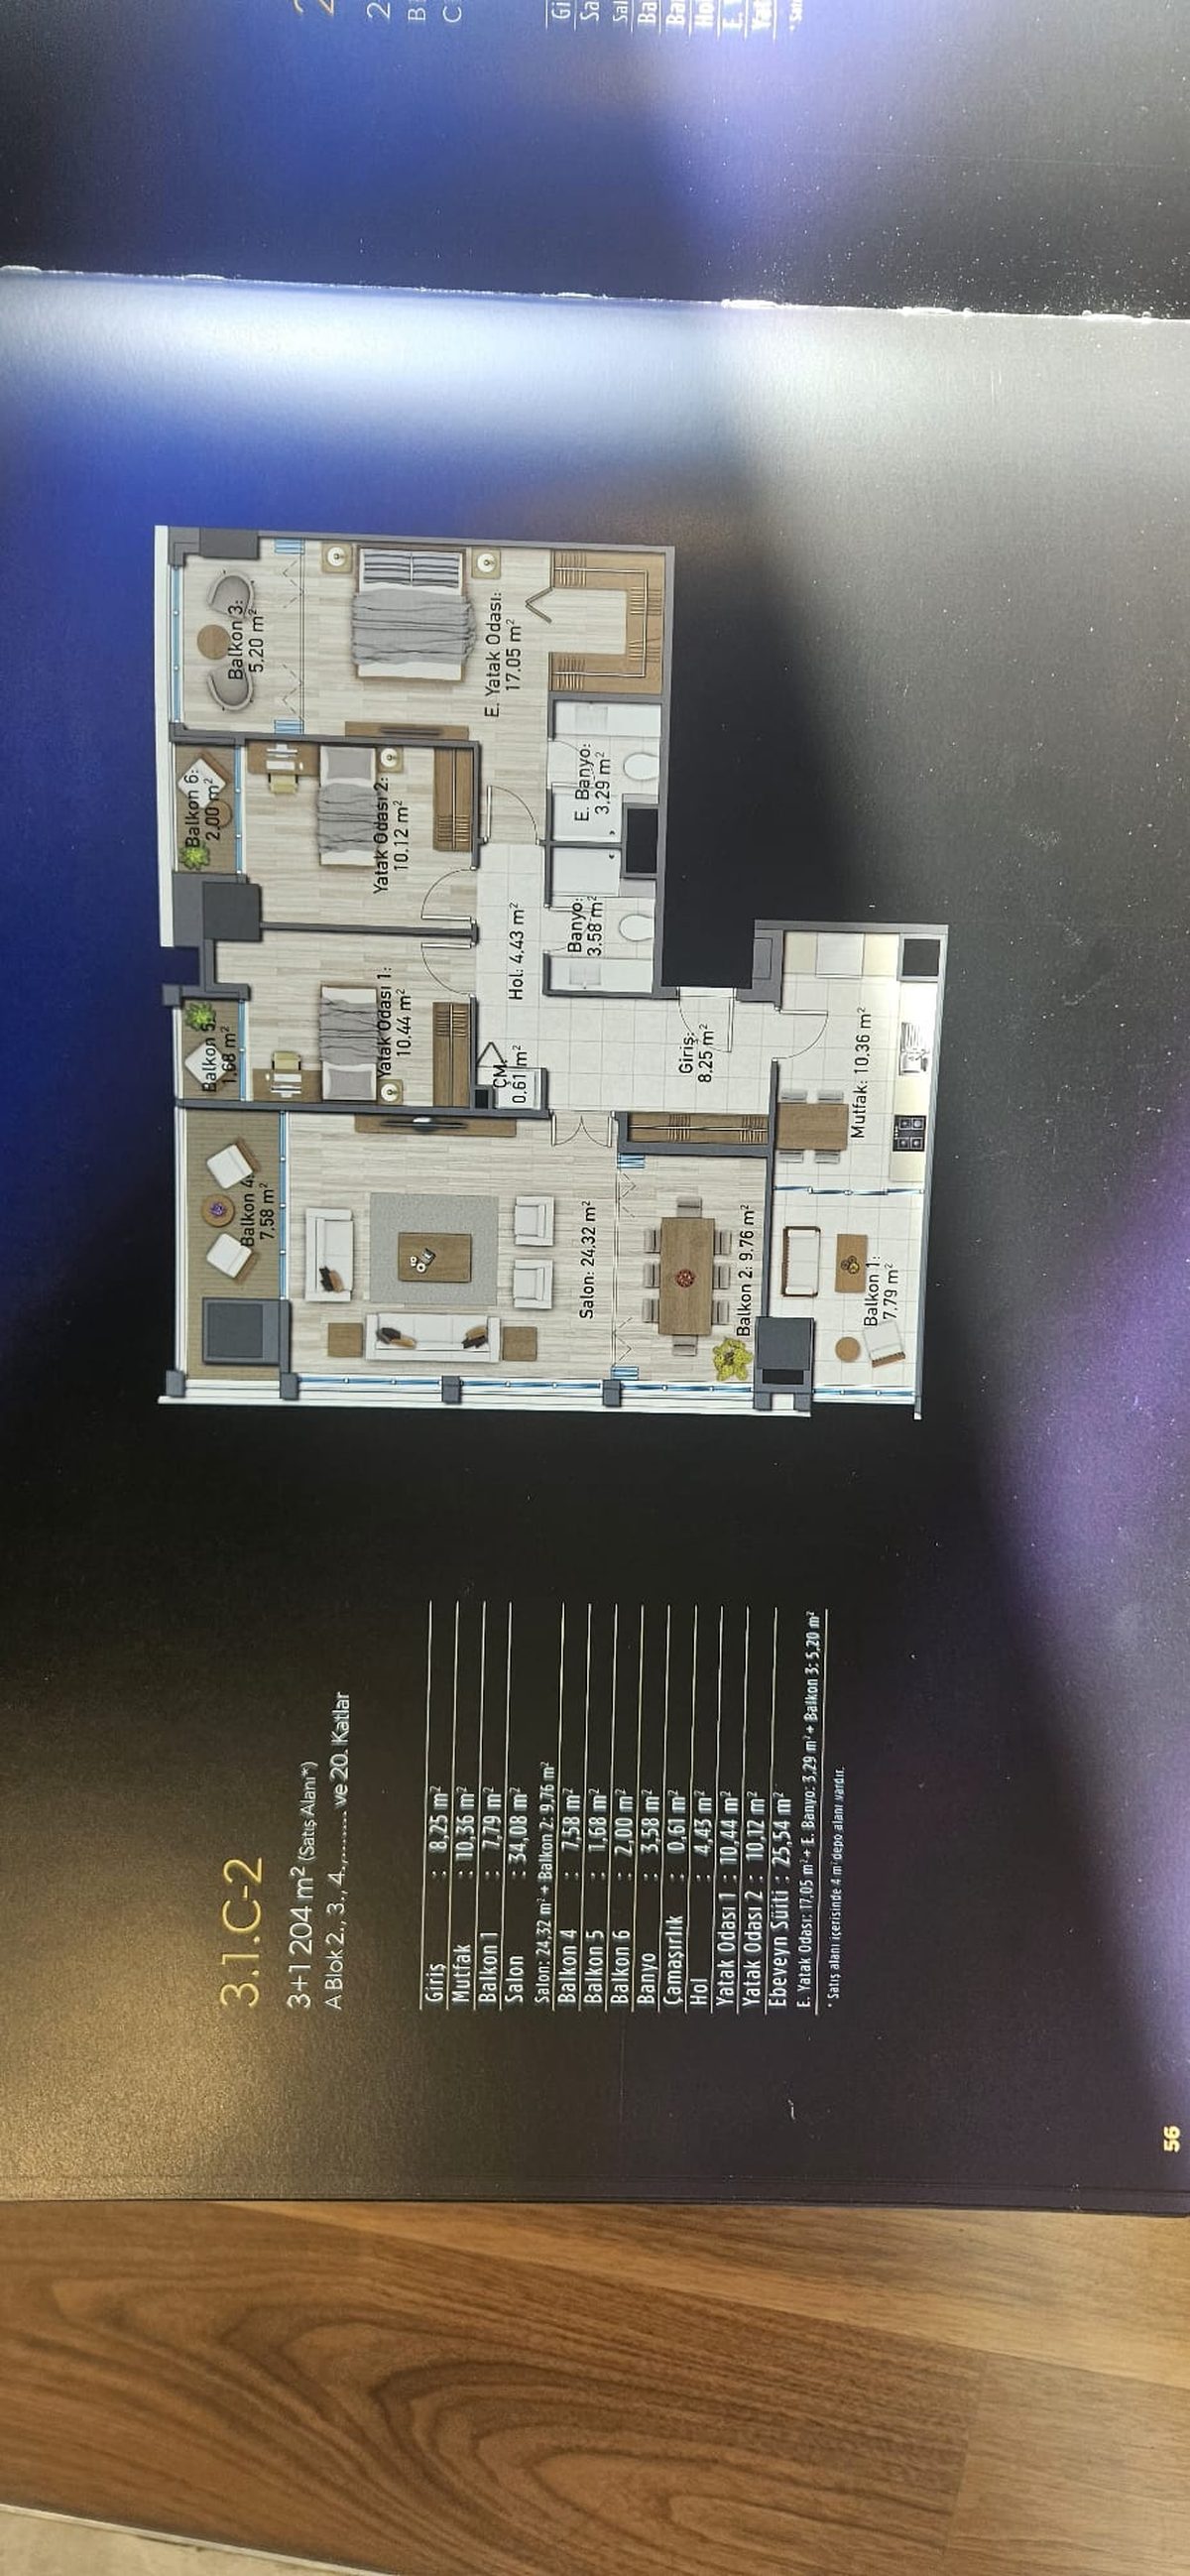 3.1.C-2
3+1 204 m² (Satış Alanı*)
A Blok 2., 3., 4.,........ ve 20. Katlar
Giriş : 8,25 m²
Mutfak : 10,36 m²
Balkon 1 : 7,79 m²
Salon : 34,08 m²
Salon: 24,32 m² + Balkon 2: 9,76 m²
Balkon 4 : 7,58 m²
Balkon 5 : 1,68 m²
Balkon 6 : 2,00 m²
Banyo : 3,58 m²
Çamaşırlık : 0,61 m²
Hol : 4,43 m²
Yatak Odası 1 : 10,44 m²
Yatak Odası 2 : 10,12 m²
Ebeveyn Süiti : 25,54 m²
E. Yatak Odası: 17,05 m² + E. Banyo: 3,29 m² + Balkon 3: 5,20 m²
* Satış alanı içerisinde 4 m² depo alanı vardır.
Balkon 4:
7,58 m²
Balkon 5:
1,68 m²
Balkon 6:
2,00 m²
Balkon 3:
5,20 m²
Yatak Odası 1:
10,44 m²
Yatak Odası 2:
10,12 m²
E. Yatak Odası:
17,05 m²
ÇM.
0,61 m²
Hol: 4,43 m²
Banyo:
3,58 m²
E. Banyo:
3,29 m²
Salon: 24,32 m²
Giriş:
8,25 m²
Balkon 2: 9,76 m²
Mutfak: 10,36 m²
Balkon 1:
7,79 m²
56
2
2
B
C
Gi
Sa
Sal
Ba
Ba
Ho
E. Y
Yat